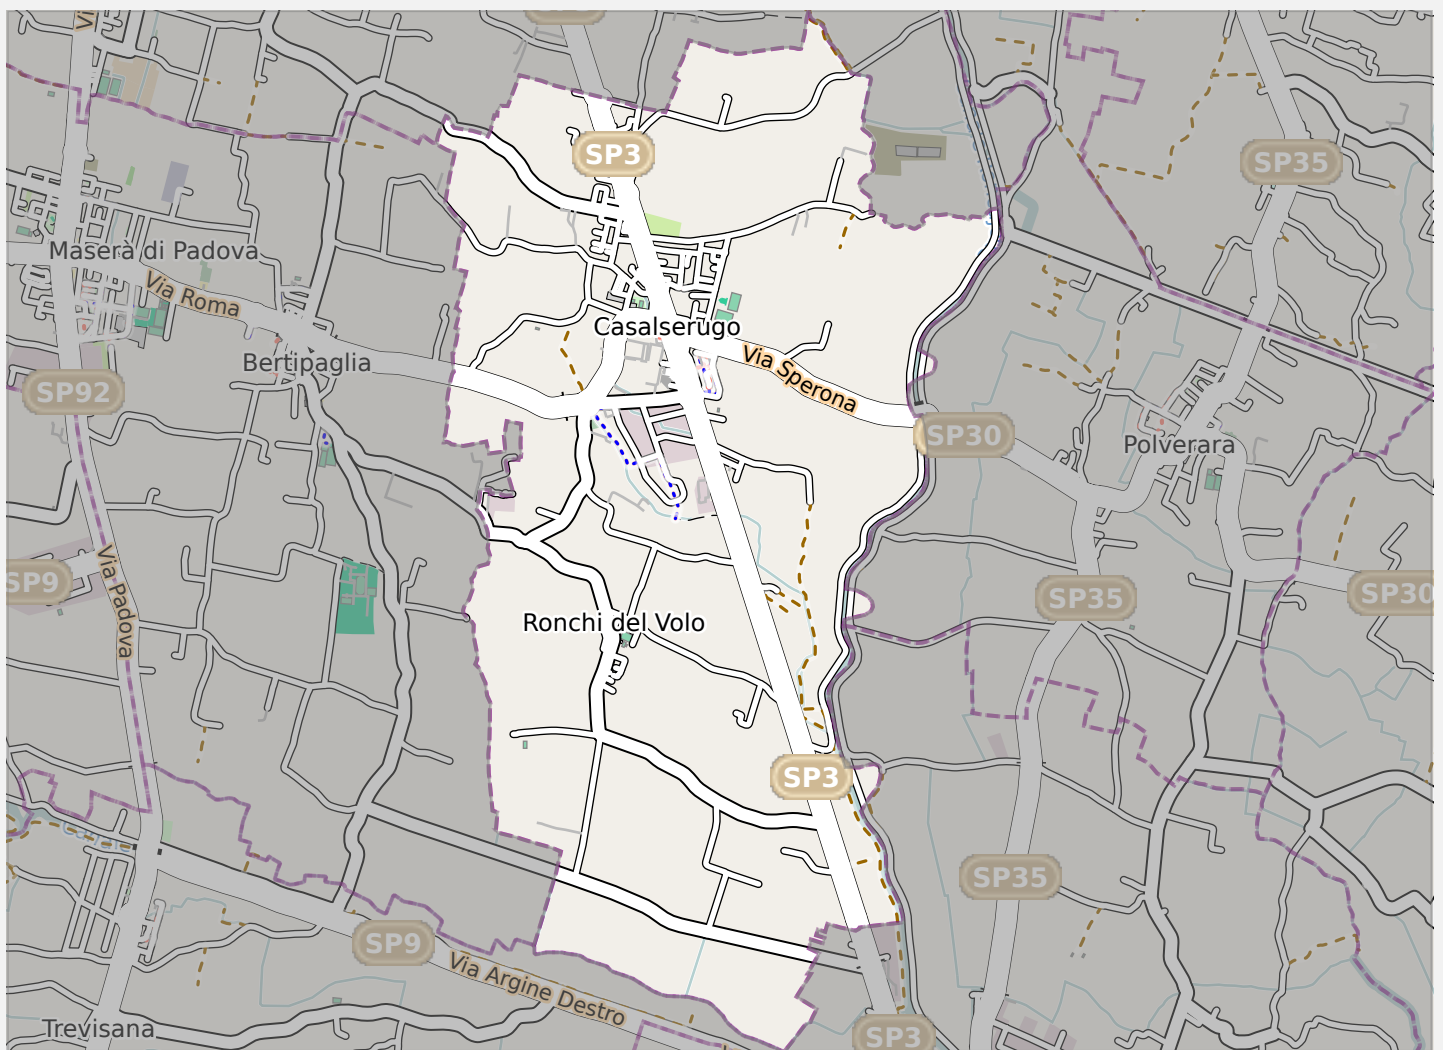 SP3
SP35
Maserà di Padova
Via Roma
Casalserugo
Bertipaglia
Via Sperona
SP92
SP30
Polverara
Via Padova
SP9
SP35
SP30
Ronchi del Volo
SP3
SP35
SP9
Via Argine Destro
Trevisana
SP3